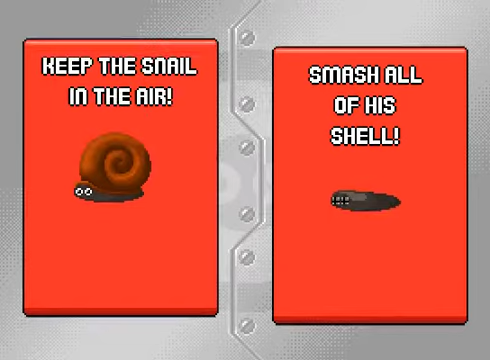 KEEP THE SNAIL
IN THE AIR!
SMASH ALL
OF HIS
SHELL!